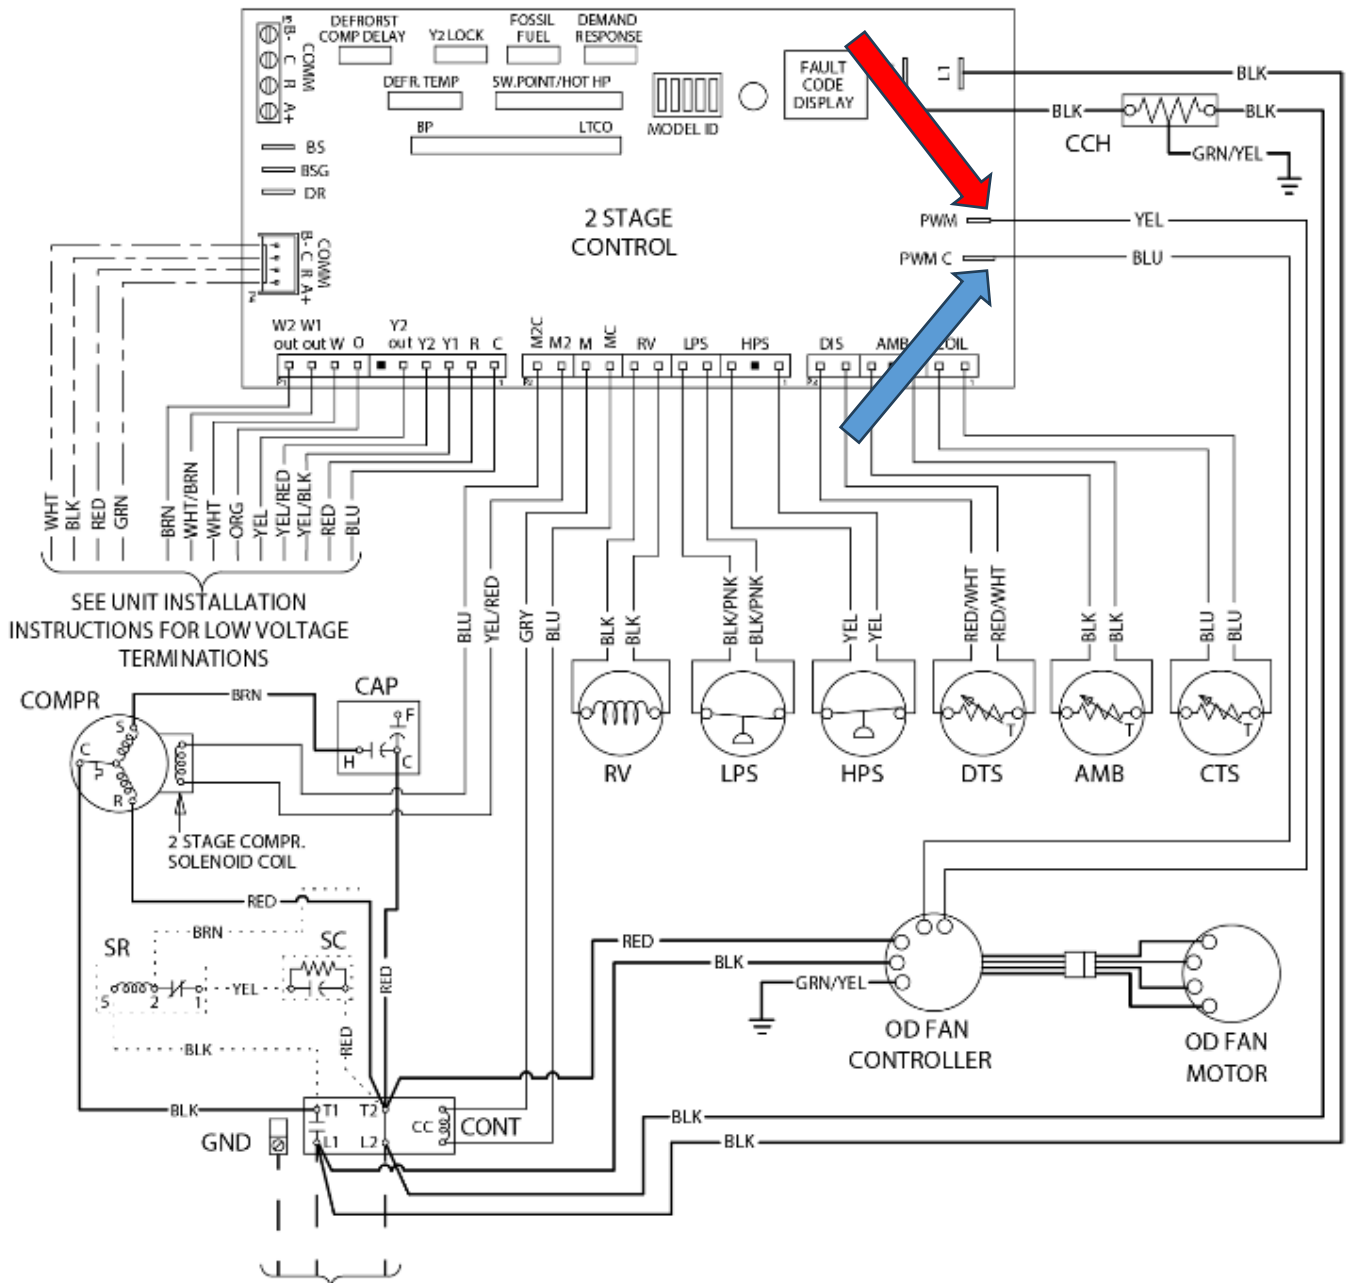 DEFRORST
COMP DELAY
Y2 LOCK
FOSSIL
FUEL
DEMAND
RESPONSE
B-
C
R
A+
COMM
DEFR. TEMP
SW.POINT/HOT HP
MODEL ID
FAULT
CODE
DISPLAY
L1
BLK
BLK
BLK
CCH
GRN/YEL
BP
LTCO
BS
BSG
DR
2 STAGE
CONTROL
PWM
YEL
PWM C
BLU
B-
C
R
A+
COMM
W2
out
W1
out
W
O
Y2
out
Y2
Y1
R
C
M2C
M2
M
MC
RV
LPS
HPS
DIS
AMB
WHT
BLK
RED
GRN
BRN
WHT/BRN
WHT
ORG
YEL
YEL/RED
YEL/BLK
RED
BLU
SEE UNIT INSTALLATION
INSTRUCTIONS FOR LOW VOLTAGE
TERMINATIONS
BLU
YEL/RED
GRY
BLU
BLK
BLK
BLK/PNK
BLK/PNK
YEL
YEL
RED/WHT
RED/WHT
BLK
BLK
BLU
BLU
T
T
T
RV
LPS
HPS
DTS
AMB
CTS
COMPR
BRN
CAP
F
H
C
S
C
R
2 STAGE COMPR.
SOLENOID COIL
RED
BRN
SR
SC
5
2
1
YEL
RED
RED
BLK
RED
BLK
GRN/YEL
OD FAN
CONTROLLER
OD FAN
MOTOR
BLK
T1
T2
CC
CONT
GND
L1
L2
BLK
BLK